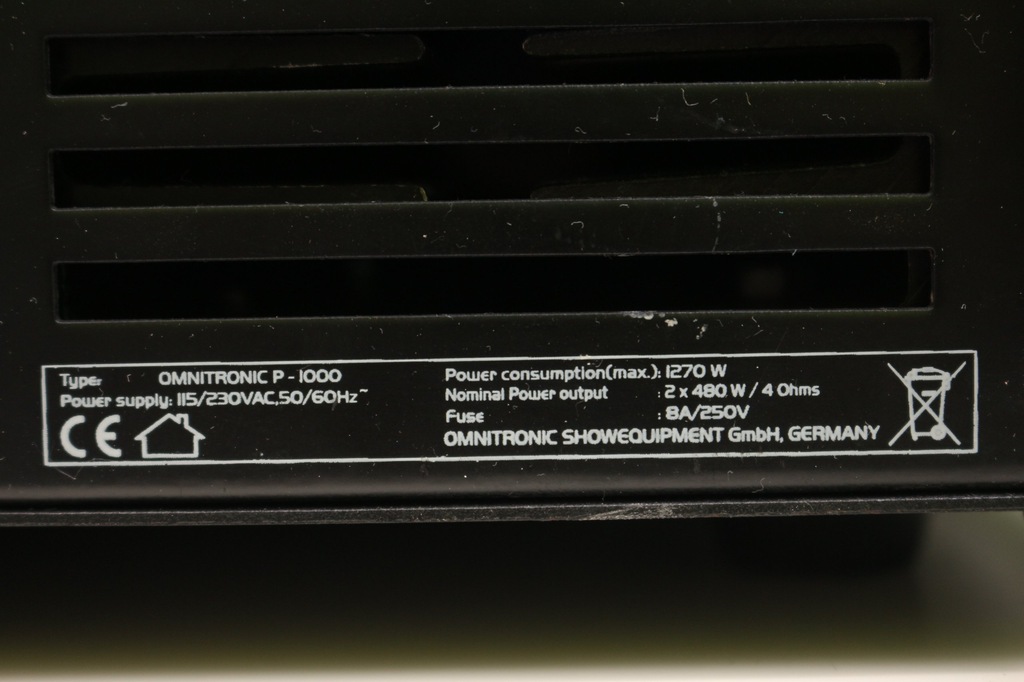 Type: OMNITRONIC P - 1000
Power supply: 115/230VAC,50/60Hz~
CE
Power consumption(max.): 1270 W
Nominal Power output : 2 x 480 W / 4 Ohms
Fuse : 8A/250V
OMNITRONIC SHOWEQUIPMENT GmbH, GERMANY